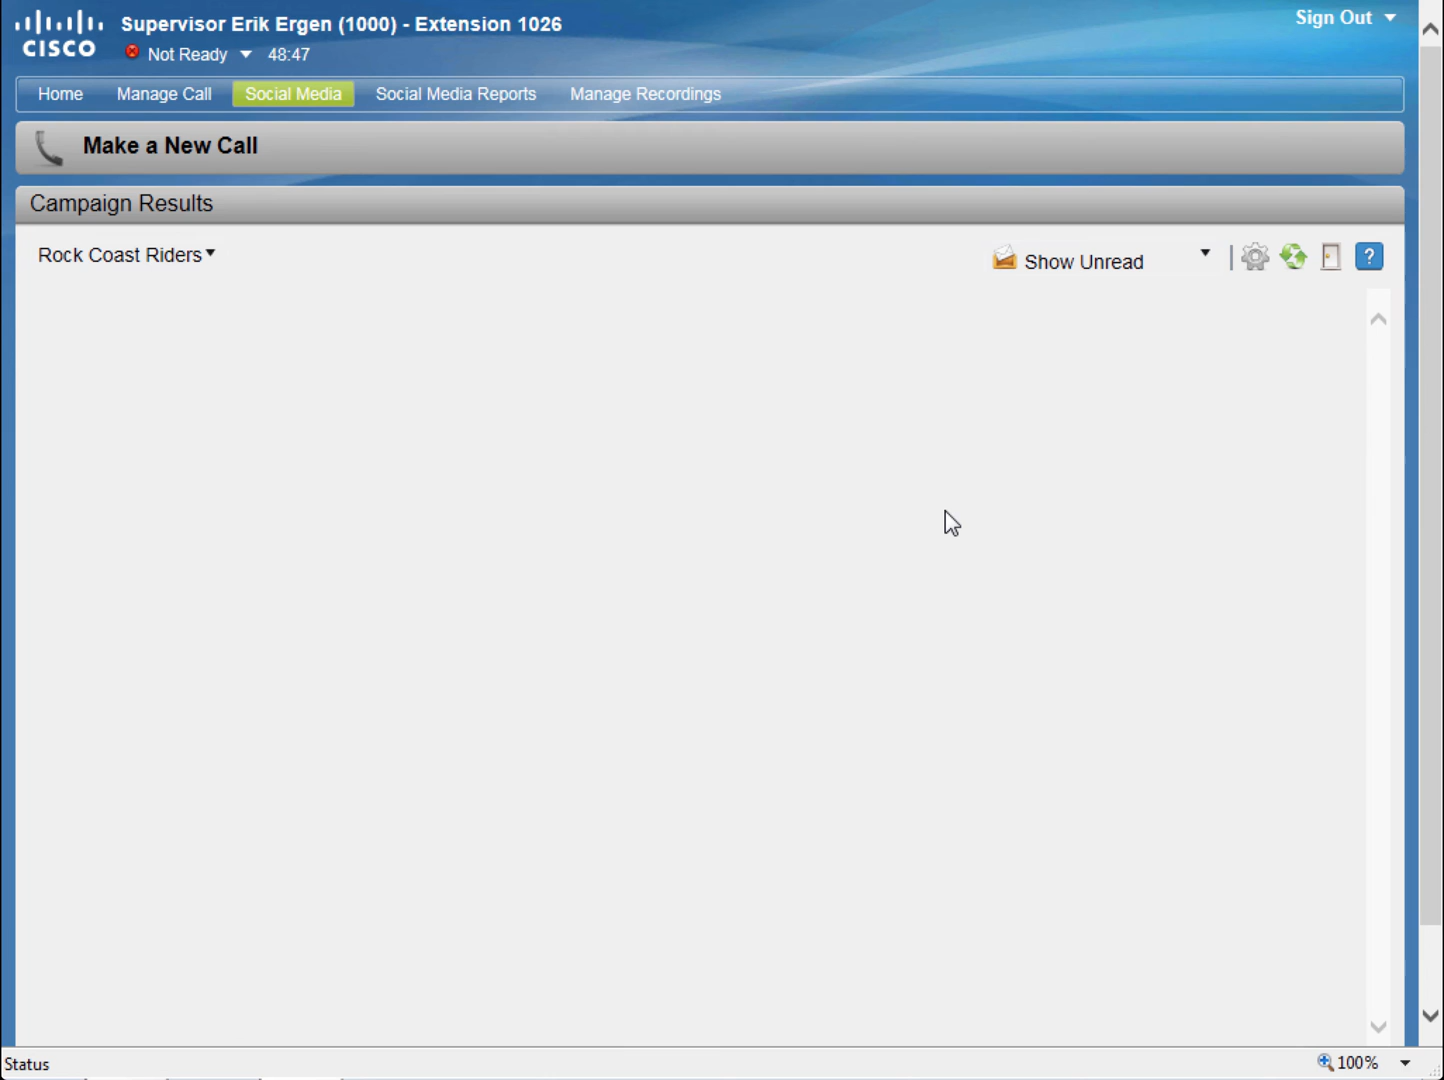 Supervisor Erik Ergen (1000) - Extension 1026
Sign Out
CISCO
Not Ready 48:47
Home Manage Call Social Media Social Media Reports Manage Recordings
Make a New Call
Campaign Results
Rock Coast Riders
Show Unread | ?
Status
100%